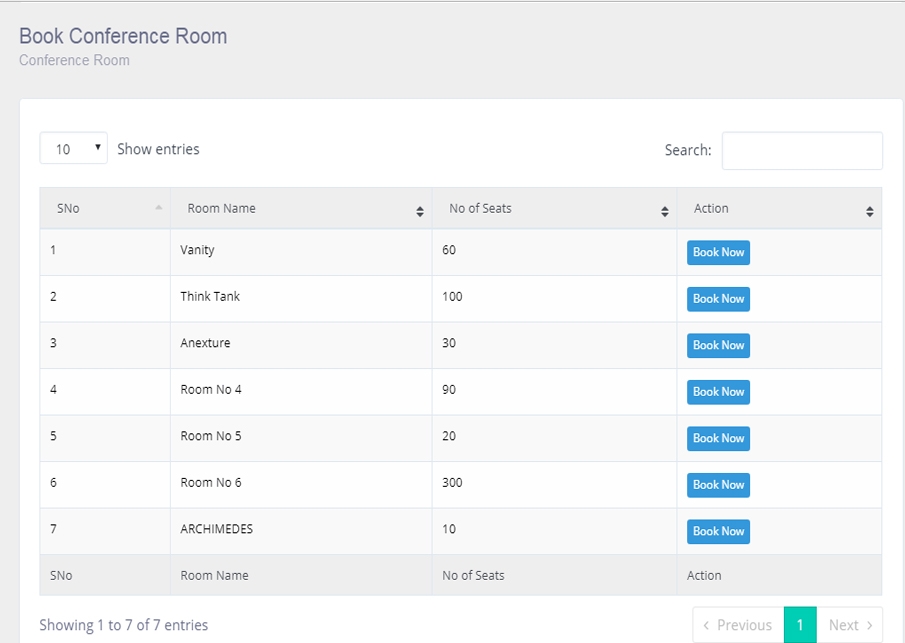 Book Conference Room
Conference Room
10 Show entries Search:
SNo Room Name No of Seats Action
1 Vanity 60 Book Now
2 Think Tank 100 Book Now
3 Anexture 30 Book Now
4 Room No 4 90 Book Now
5 Room No 5 20 Book Now
6 Room No 6 300 Book Now
7 ARCHIMEDES 10 Book Now
SNo Room Name No of Seats Action
Showing 1 to 7 of 7 entries ‹ Previous 1 Next ›